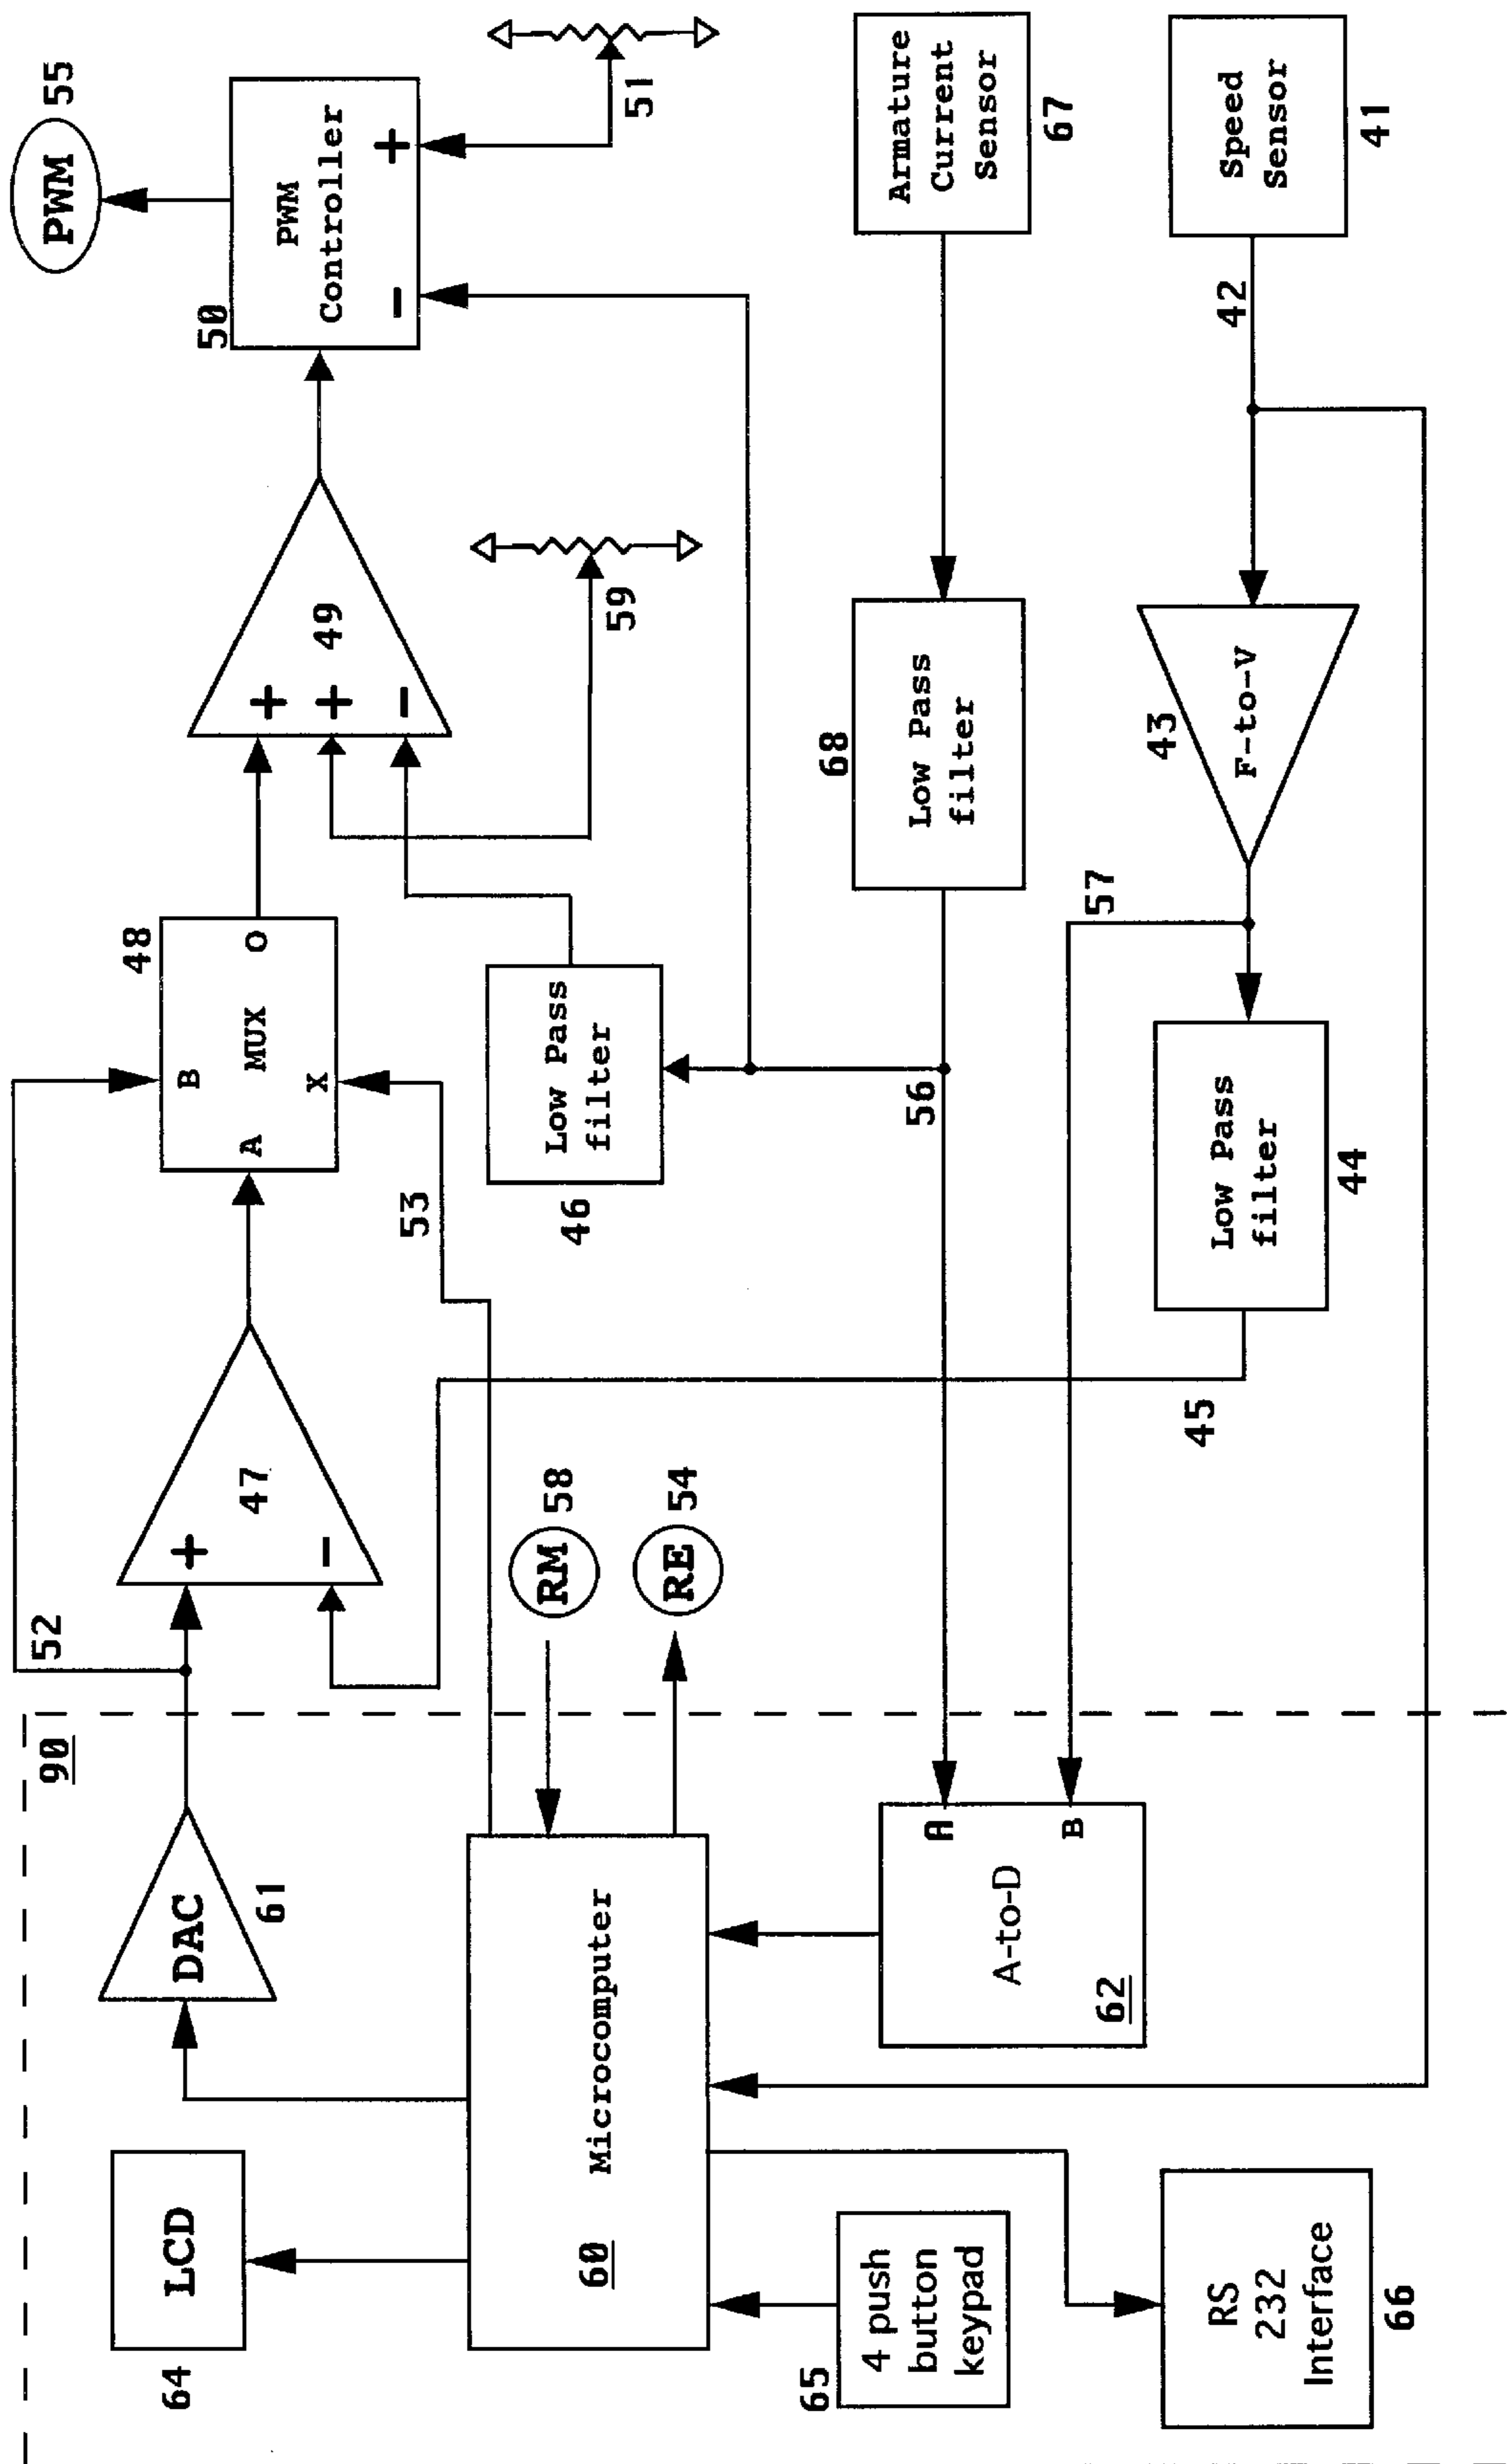 90
52
LCD
64
DAC
61
+
47
-
B
A MUX O
X
48
+
+ 49
-
50
PWM
Controller
- +
PWM 55
51
53
59
Microcomputer
60
RM 58
RE 54
Low Pass
filter
46
4 push
button
keypad
65
A
A-to-D
B
62
56
68
Low Pass
filter
Armature
Current
Sensor
67
RS
232
Interface
66
45
57
Low Pass
filter
44
43
F-to-V
42
Speed
Sensor
41